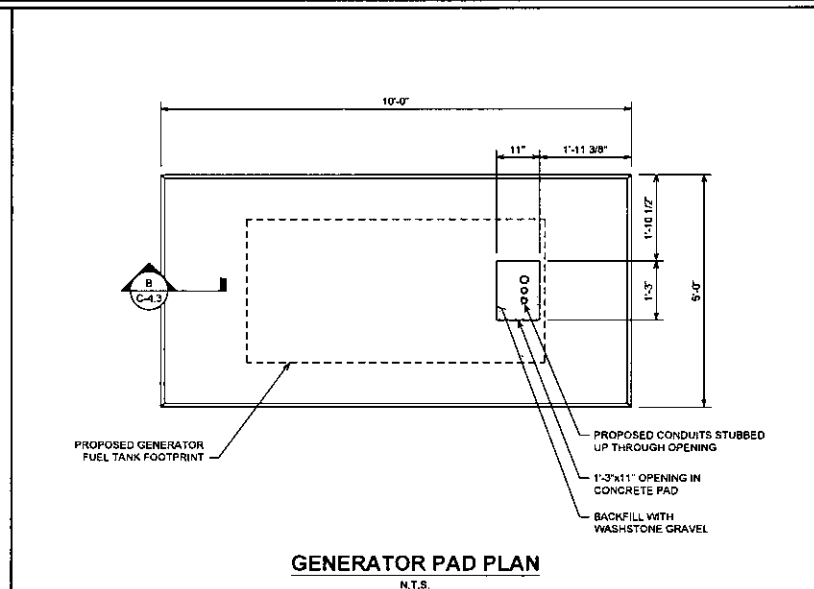 10'-0"
11"
1'-11 3/8"
1'-10 1/2"
1'-3"
5'-0"
B
C-4.3
PROPOSED GENERATOR
FUEL TANK FOOTPRINT
PROPOSED CONDUITS STUBBED
UP THROUGH OPENING
1'-3"x11" OPENING IN
CONCRETE PAD
BACKFILL WITH
WASHSTONE GRAVEL
GENERATOR PAD PLAN
N.T.S.